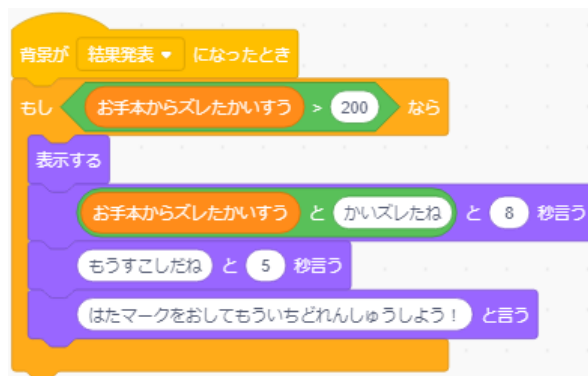 背景が 結果発表 になったとき
もし お手本からズレたかいすう > 200 なら
表示する
お手本からズレたかいすう と かいズレたね と 8 秒言う
もうすこしだね と 5 秒言う
はたマークをおしてもういちどれんしゅうしよう！ と言う